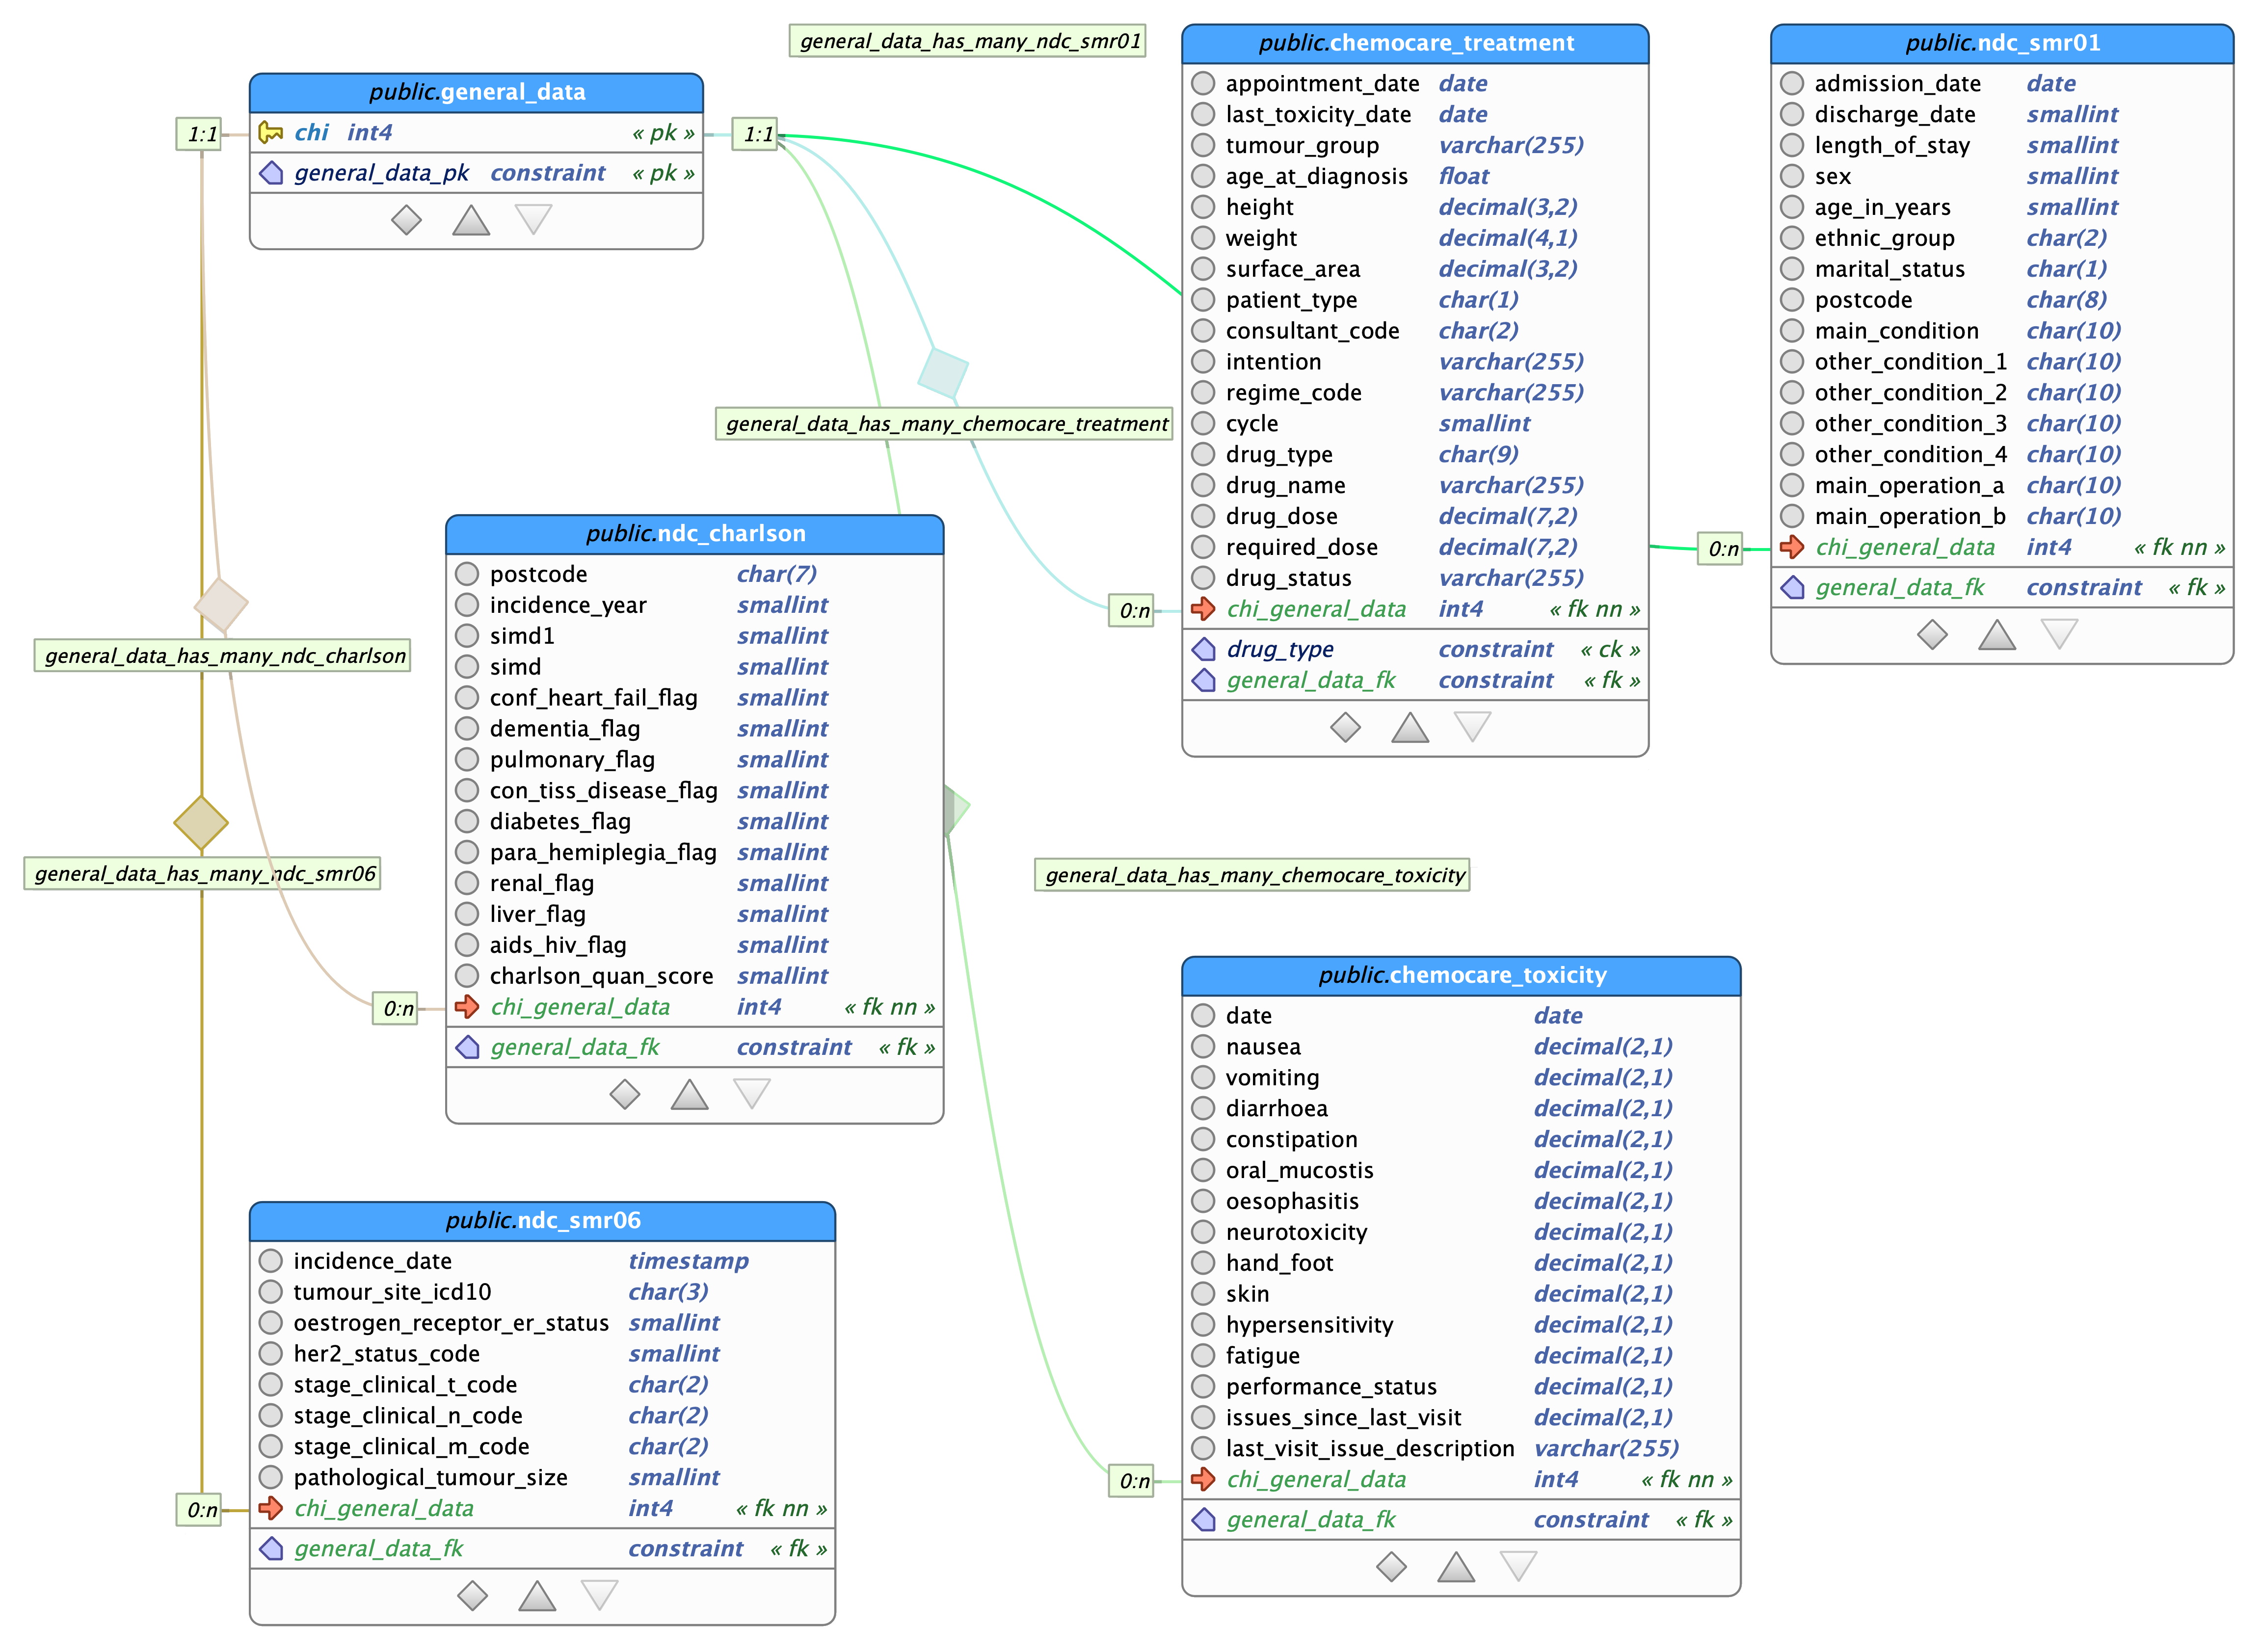 general_data_has_many_ndc_smr01
public.general_data
1:1
chi int4 « pk »
1:1
general_data_pk constraint « pk »
public.chemocare_treatment
appointment_date date
last_toxicity_date date
tumour_group varchar(255)
age_at_diagnosis float
height decimal(3,2)
weight decimal(4,1)
surface_area decimal(3,2)
patient_type char(1)
consultant_code char(2)
intention varchar(255)
regime_code varchar(255)
cycle smallint
drug_type char(9)
drug_name varchar(255)
drug_dose decimal(7,2)
required_dose decimal(7,2)
drug_status varchar(255)
0:n
chi_general_data int4 « fk nn »
drug_type constraint « ck »
general_data_fk constraint « fk »
public.ndc_smr01
admission_date date
discharge_date smallint
length_of_stay smallint
sex smallint
age_in_years smallint
ethnic_group char(2)
marital_status char(1)
postcode char(8)
main_condition char(10)
other_condition_1 char(10)
other_condition_2 char(10)
other_condition_3 char(10)
other_condition_4 char(10)
main_operation_a char(10)
main_operation_b char(10)
0:n
chi_general_data int4 « fk nn »
general_data_fk constraint « fk »
general_data_has_many_chemocare_treatment
general_data_has_many_ndc_charlson
general_data_has_many_ndc_smr06
public.ndc_charlson
postcode char(7)
incidence_year smallint
simd1 smallint
simd smallint
conf_heart_fail_flag smallint
dementia_flag smallint
pulmonary_flag smallint
con_tiss_disease_flag smallint
diabetes_flag smallint
para_hemiplegia_flag smallint
renal_flag smallint
liver_flag smallint
aids_hiv_flag smallint
charlson_quan_score smallint
0:n
chi_general_data int4 « fk nn »
general_data_fk constraint « fk »
general_data_has_many_chemocare_toxicity
public.chemocare_toxicity
date date
nausea decimal(2,1)
vomiting decimal(2,1)
diarrhoea decimal(2,1)
constipation decimal(2,1)
oral_mucostis decimal(2,1)
oesophasitis decimal(2,1)
neurotoxicity decimal(2,1)
hand_foot decimal(2,1)
skin decimal(2,1)
hypersensitivity decimal(2,1)
fatigue decimal(2,1)
performance_status decimal(2,1)
issues_since_last_visit decimal(2,1)
last_visit_issue_description varchar(255)
0:n
chi_general_data int4 « fk nn »
general_data_fk constraint « fk »
public.ndc_smr06
incidence_date timestamp
tumour_site_icd10 char(3)
oestrogen_receptor_er_status smallint
her2_status_code smallint
stage_clinical_t_code char(2)
stage_clinical_n_code char(2)
stage_clinical_m_code char(2)
pathological_tumour_size smallint
0:n
chi_general_data int4 « fk nn »
general_data_fk constraint « fk »